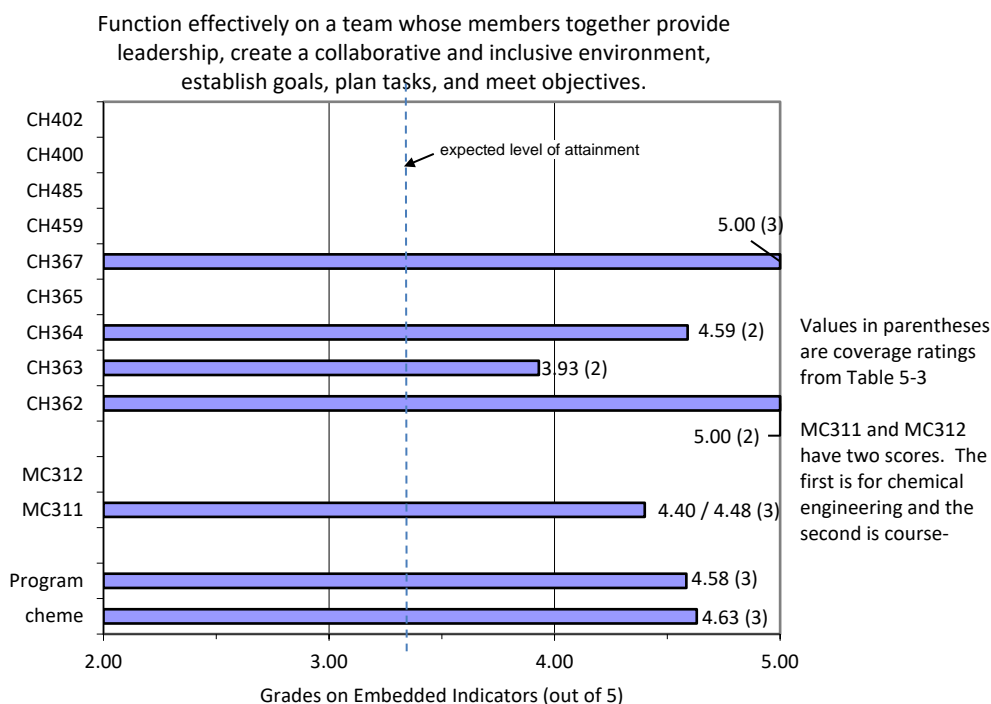 Function effectively on a team whose members together provide
leadership, create a collaborative and inclusive environment,
establish goals, plan tasks, and meet objectives.
CH402
CH400
expected level of attainment
CH485
CH459
5.00 (3)
CH367
CH365
CH364
4.59 (2)
CH363
3.93 (2)
CH362
5.00 (2)
MC312
MC311
4.40 / 4.48 (3)
Program
4.58 (3)
cheme
4.63 (3)
2.00
3.00
4.00
5.00
Grades on Embedded Indicators (out of 5)
Values in parentheses
are coverage ratings
from Table 5-3
MC311 and MC312
have two scores. The
first is for chemical
engineering and the
second is course-